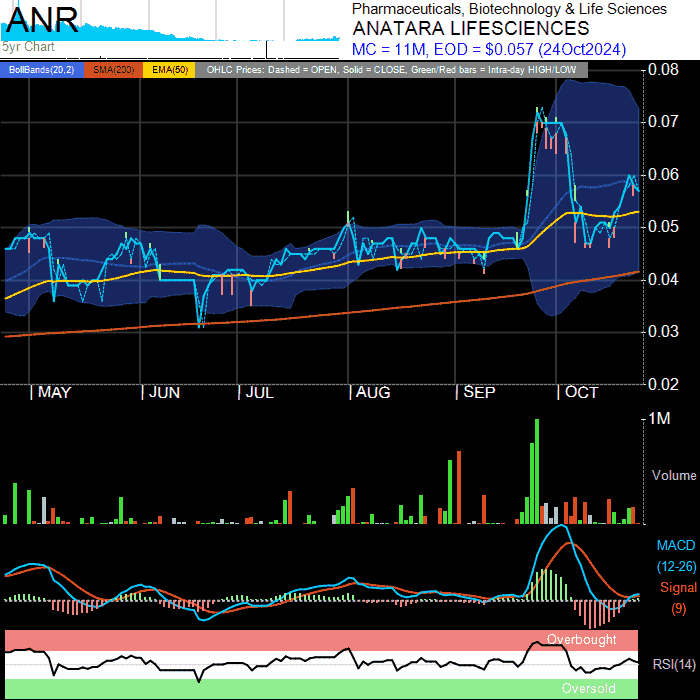 ANR
5yr Chart
Pharmaceuticals, Biotechnology & Life Sciences
ANATARA LIFESCIENCES
MC = 11M, EOD = $0.057 (24Oct2024)
BollBands(20,2) SMA(200) EMA(50) OHLC Prices: Dashed = OPEN, Solid = CLOSE, Green/Red bars = Intra-day HIGH/LOW
0.08
0.07
0.06
0.05
0.04
0.03
0.02
MAY JUN JUL AUG SEP OCT
1M
Volume
MACD
(12-26)
Signal
(9)
Overbought
RSI(14)
Oversold